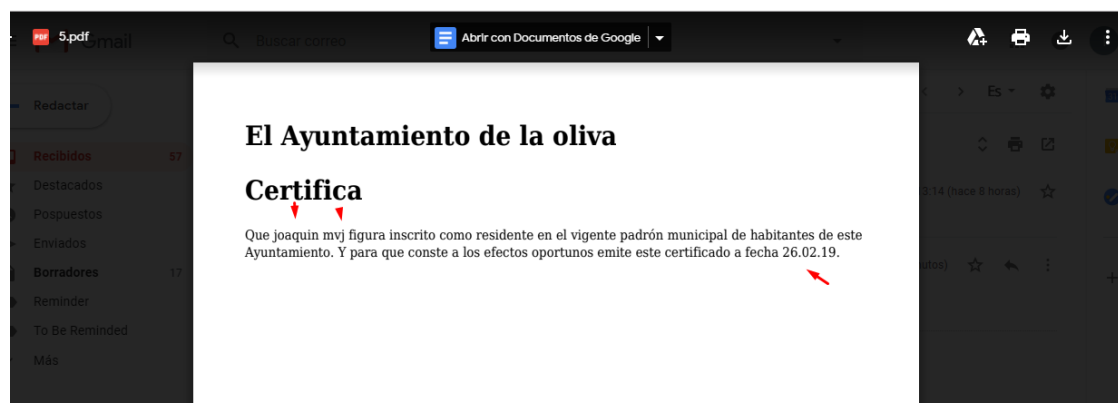 5.pdf
Gmail
Buscar correo
Abrir con Documentos de Google
Redactar
Es
Recibidos 57
Destacados
3:14 (hace 8 horas)
Pospuestos
Enviados
Borradores 17
Reminder
To Be Reminded
Más
El Ayuntamiento de la oliva
Certifica
Que joaquin mvj figura inscrito como residente en el vigente padrón municipal de habitantes de este
Ayuntamiento. Y para que conste a los efectos oportunos emite este certificado a fecha 26.02.19.